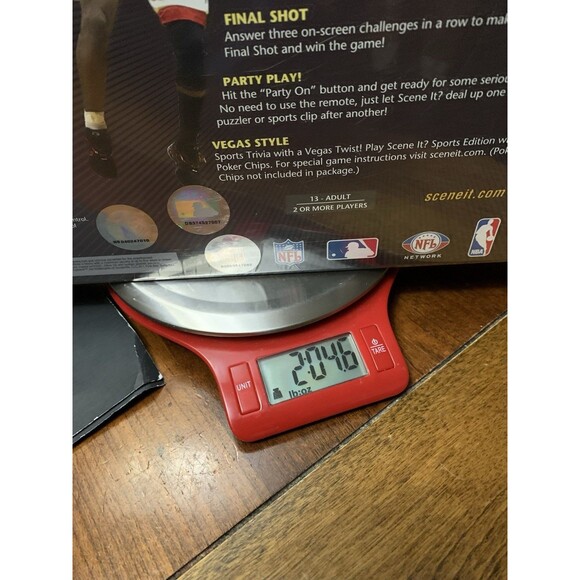 FINAL SHOT
Answer three on-screen challenges in a row to
Final Shot and win the game!
PARTY PLAY!
Hit the "Party On" button and get ready for some
No need to use the remote, just let Scene It? deal up one
puzzler or sports clip after another!
VEGAS STYLE
Sports Trivia with a Vegas Twist! Play Scene It? Sports Edition
Poker Chips. For special game instructions visit sceneit.com.
Chips not included in package.)
13 - ADULT
2 OR MORE PLAYERS
sceneit.com
NFL
NFL
NETWORK
NBA
UNIT
2:04.6
lb:oz
TARE